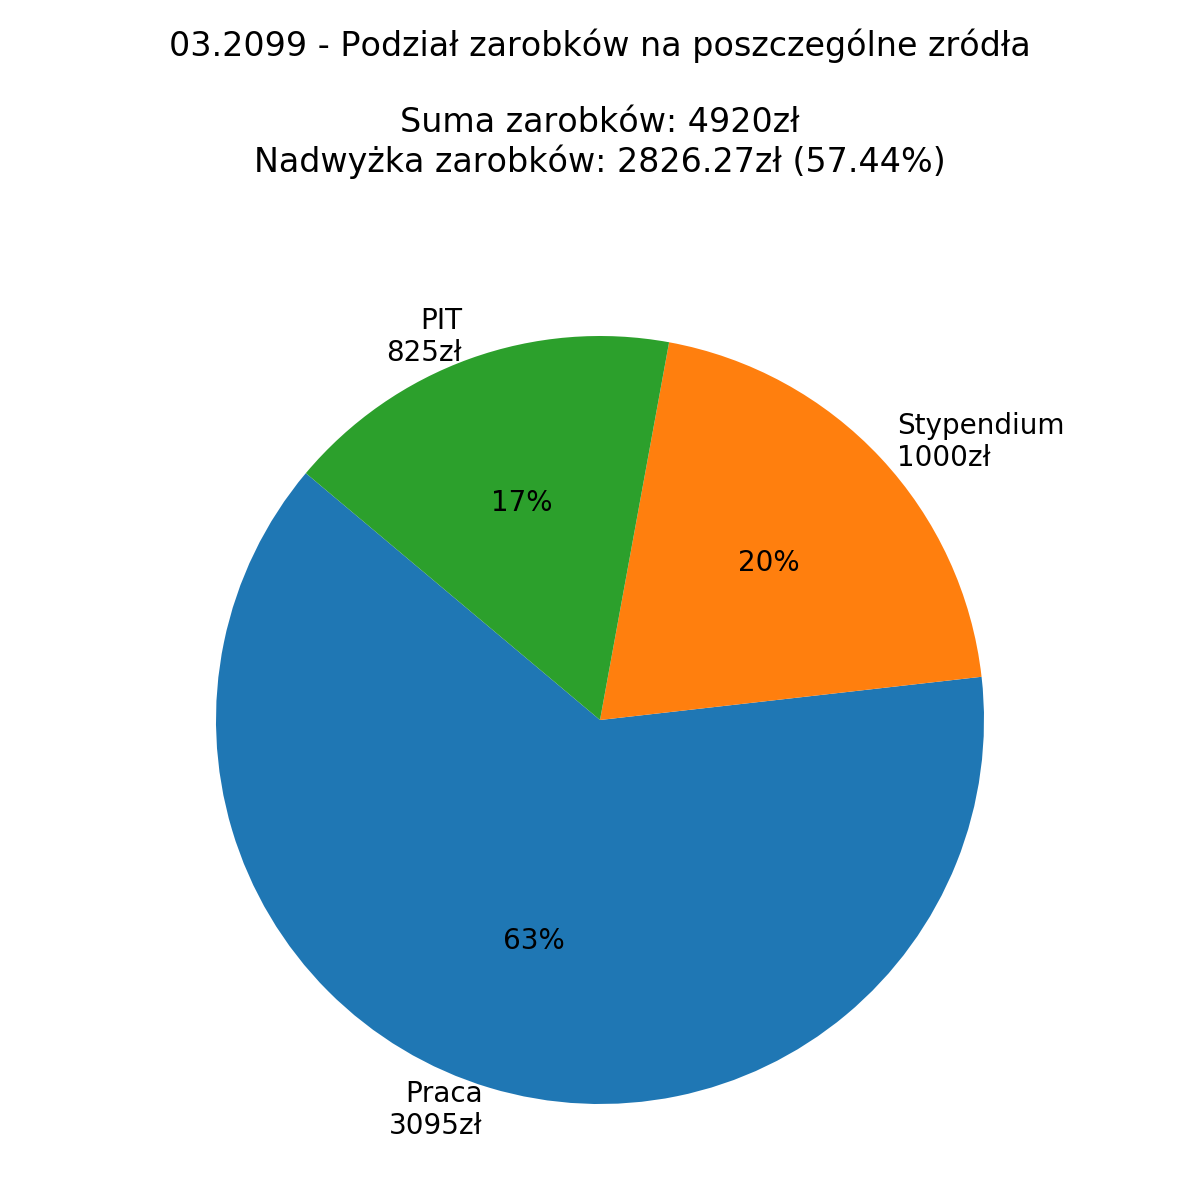 03.2099 - Podział zarobków na poszczególne zródła
Suma zarobków: 4920zł
Nadwyżka zarobków: 2826.27zł (57.44%)
PIT
825zł
Stypendium
1000zł
17%
20%
63%
Praca
3095zł